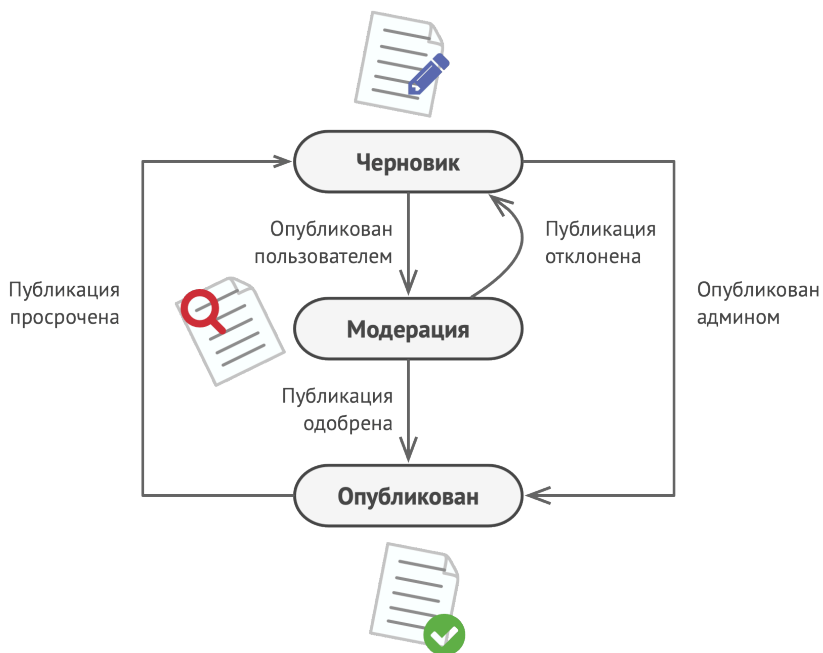 Черновик
Опубликован
пользователем
Публикация
отклонена
Публикация
просрочена
Опубликован
админом
Модерация
Публикация
одобрена
Опубликован